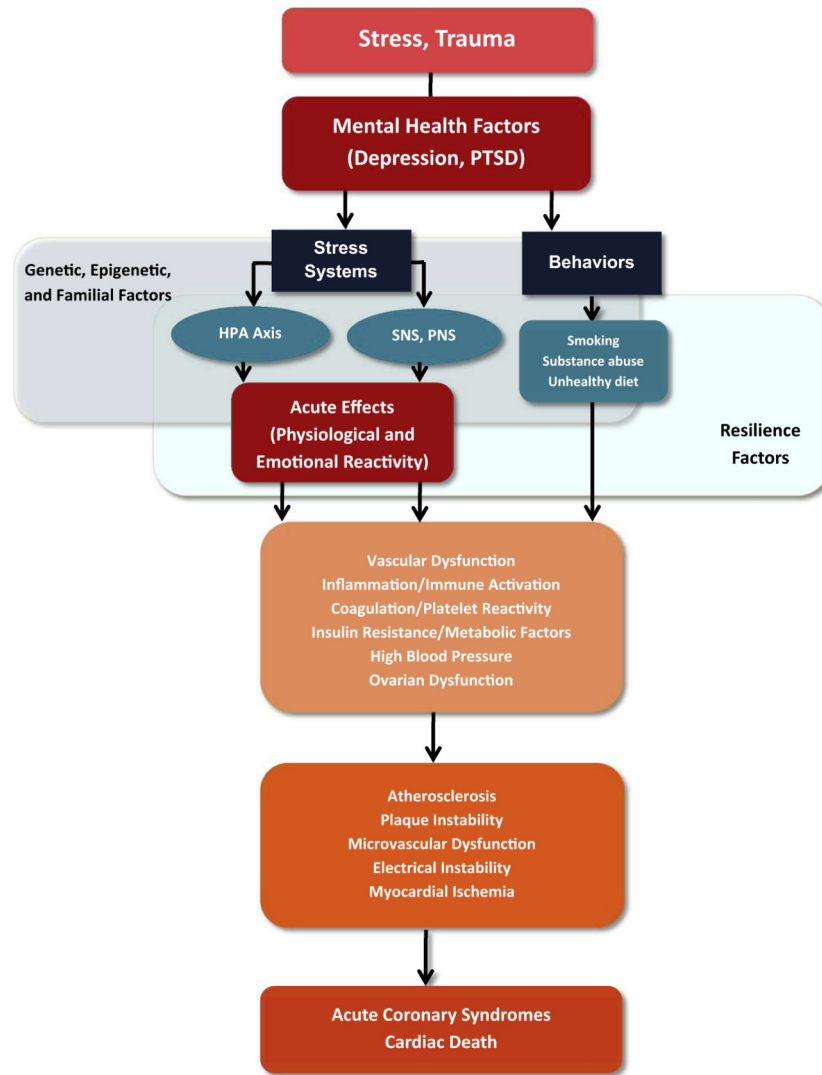 Stress, Trauma
Mental Health Factors
(Depression, PTSD)
Stress
Systems
Behaviors
Genetic, Epigenetic,
and Familial Factors
HPA Axis
SNS, PNS
Smoking
Substance abuse
Unhealthy diet
Acute Effects
(Physiological and
Emotional Reactivity)
Resilience
Factors
Vascular Dysfunction
Inflammation/Immune Activation
Coagulation/Platelet Reactivity
Insulin Resistance/Metabolic Factors
High Blood Pressure
Ovarian Dysfunction
Atherosclerosis
Plaque Instability
Microvascular Dysfunction
Electrical Instability
Myocardial Ischemia
Acute Coronary Syndromes
Cardiac Death